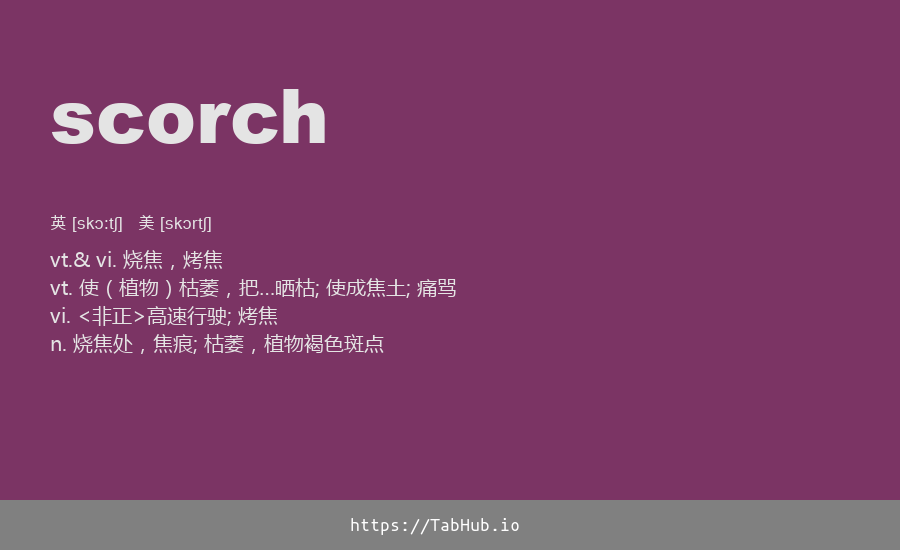 scorch
英 [skɔ:tʃ]   美 [skɔrtʃ]
vt.& vi. 烧焦，烤焦
vt. 使（植物）枯萎，把…晒枯; 使成焦土; 痛骂
vi. <非正>高速行驶; 烤焦
n. 烧焦处，焦痕; 枯萎，植物褐色斑点
https://TabHub.io